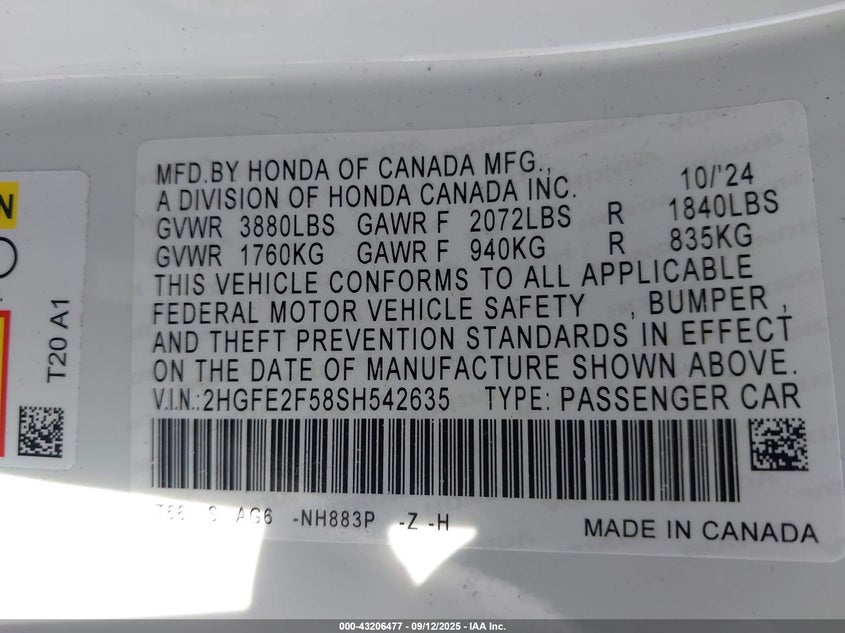 MFD.BY HONDA OF CANADA MFG.,
A DIVISION OF HONDA CANADA INC. 10/'24
GVWR 3880LBS GAWR F 2072LBS R 1840LBS
GVWR 1760KG GAWR F 940KG R 835KG
THIS VEHICLE CONFORMS TO ALL APPLICABLE
FEDERAL MOTOR VEHICLE SAFETY , BUMPER ,
AND THEFT PREVENTION STANDARDS IN EFFECT
ON THE DATE OF MANUFACTURE SHOWN ABOVE.
V.I.N.:2HGFE2F58SH542635 TYPE: PASSENGER CAR
AG6 -NH883P -Z -H
MADE IN CANADA
N
T20 A1
000-43206477 - 09/12/2025 - IAA Inc.